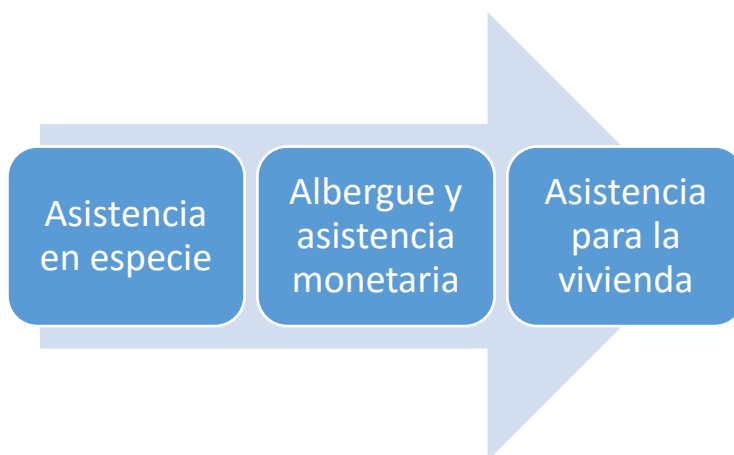 Asistencia
en especie
Albergue y
asistencia
monetaria
Asistencia
para la
vivienda